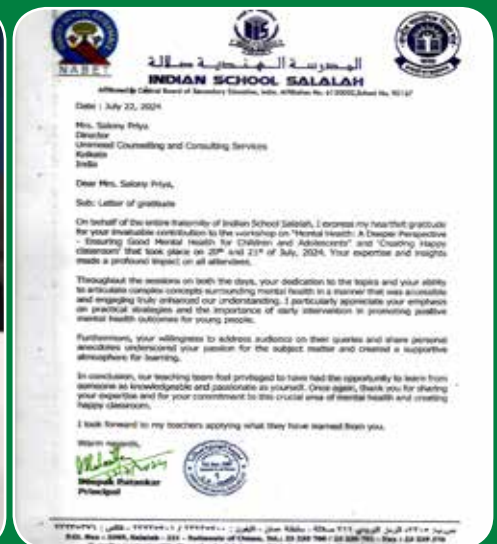 NABET
المدرسة الهندية صلالة
INDIAN SCHOOL SALALAH
Date : July 22, 2024
Mrs. Salony Priya
Director
Unmeed Counselling and Consulting Services
Kolkata
India
Dear Mrs. Salony Priya,
Sub: Letter of gratitude
On behalf of the entire fraternity of Indian School Salalah, I express my heartfelt gratitude
for your invaluable contribution to the workshop on "Mental Health: A Deeper Perspective
- Ensuring Good Mental Health for Children and Adolescents" and 'Creating Happy
classroom' that took place on 20th and 21st of July, 2024. Your expertise and insights
made a profound impact on all attendees.
Throughout the sessions on both the days, your dedication to the topics and your ability
to articulate complex concepts surrounding mental health in a manner that was accessible
and engaging truly enhanced our understanding. I particularly appreciate your emphasis
on practical strategies and the importance of early intervention in promoting positive
mental health outcomes for young people.
Furthermore, your willingness to address audience on their queries and share personal
anecdotes underscored your passion for the subject matter and created a supportive
atmosphere for learning.
In conclusion, our teaching team feel privileged to have had the opportunity to learn from
someone as knowledgeable and passionate as yourself. Once again, thank you for sharing
your expertise and for your commitment to this crucial area of mental health and creating
happy classroom.
I look forward to my teachers applying what they have learned from you.
Warm regards,
Deepak Patankar
Principal